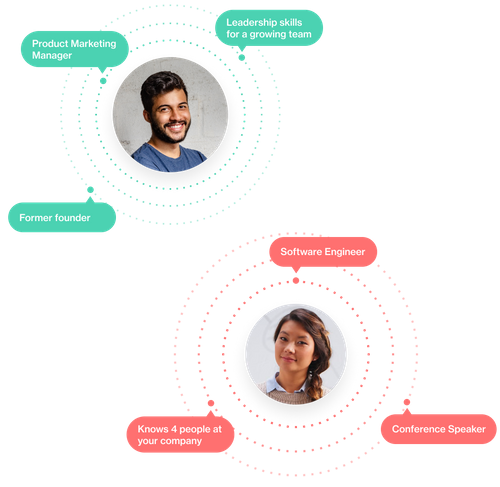 Leadership skills
for a growing team
Product Marketing
Manager
Former founder
Software Engineer
Knows 4 people at
your company
Conference Speaker